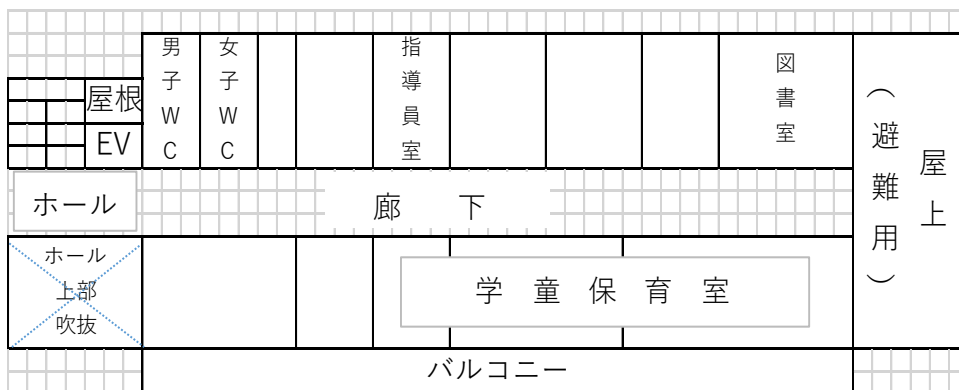 男子WC
女子WC
指導員室
図書室
屋根
EV
屋上
（避難用）
ホール
廊 下
ホール
上部
吹抜
学 童 保 育 室
バルコニー